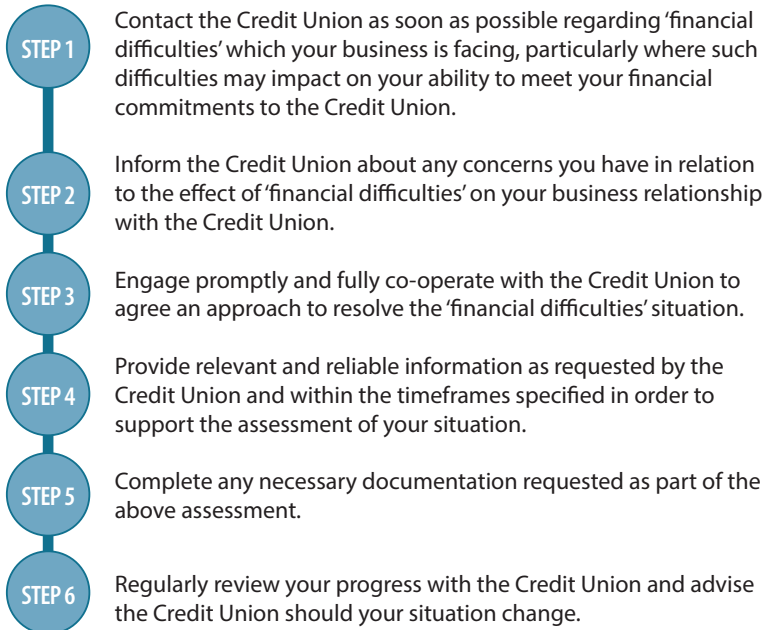 STEP 1
Contact the Credit Union as soon as possible regarding ‘financial
difficulties’ which your business is facing, particularly where such
difficulties may impact on your ability to meet your financial
commitments to the Credit Union.
STEP 2
Inform the Credit Union about any concerns you have in relation
to the effect of ‘financial difficulties’ on your business relationship
with the Credit Union.
STEP 3
Engage promptly and fully co-operate with the Credit Union to
agree an approach to resolve the ‘financial difficulties’ situation.
STEP 4
Provide relevant and reliable information as requested by the
Credit Union and within the timeframes specified in order to
support the assessment of your situation.
STEP 5
Complete any necessary documentation requested as part of the
above assessment.
STEP 6
Regularly review your progress with the Credit Union and advise
the Credit Union should your situation change.